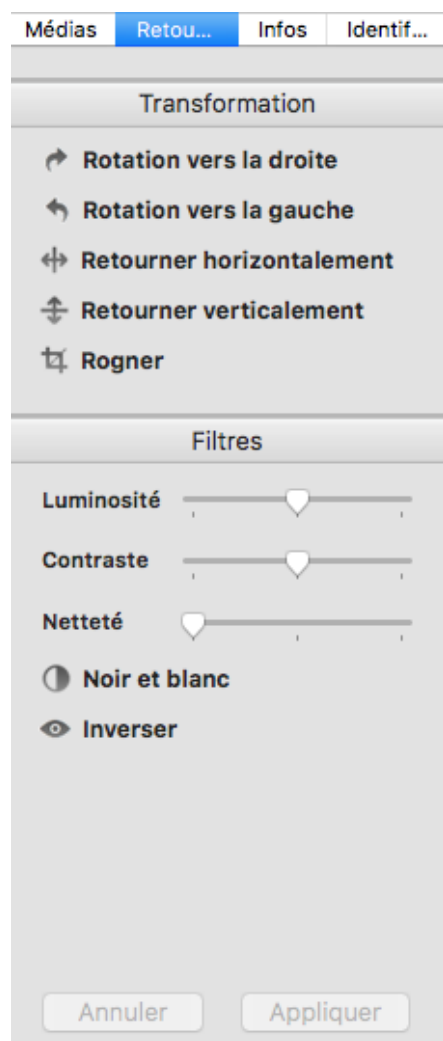 Médias Retou... Infos Identif...
Transformation
Rotation vers la droite
Rotation vers la gauche
Retourner horizontalement
Retourner verticalement
Rogner
Filtres
Luminosité
Contraste
Netteté
Noir et blanc
Inverser
Annuler Appliquer